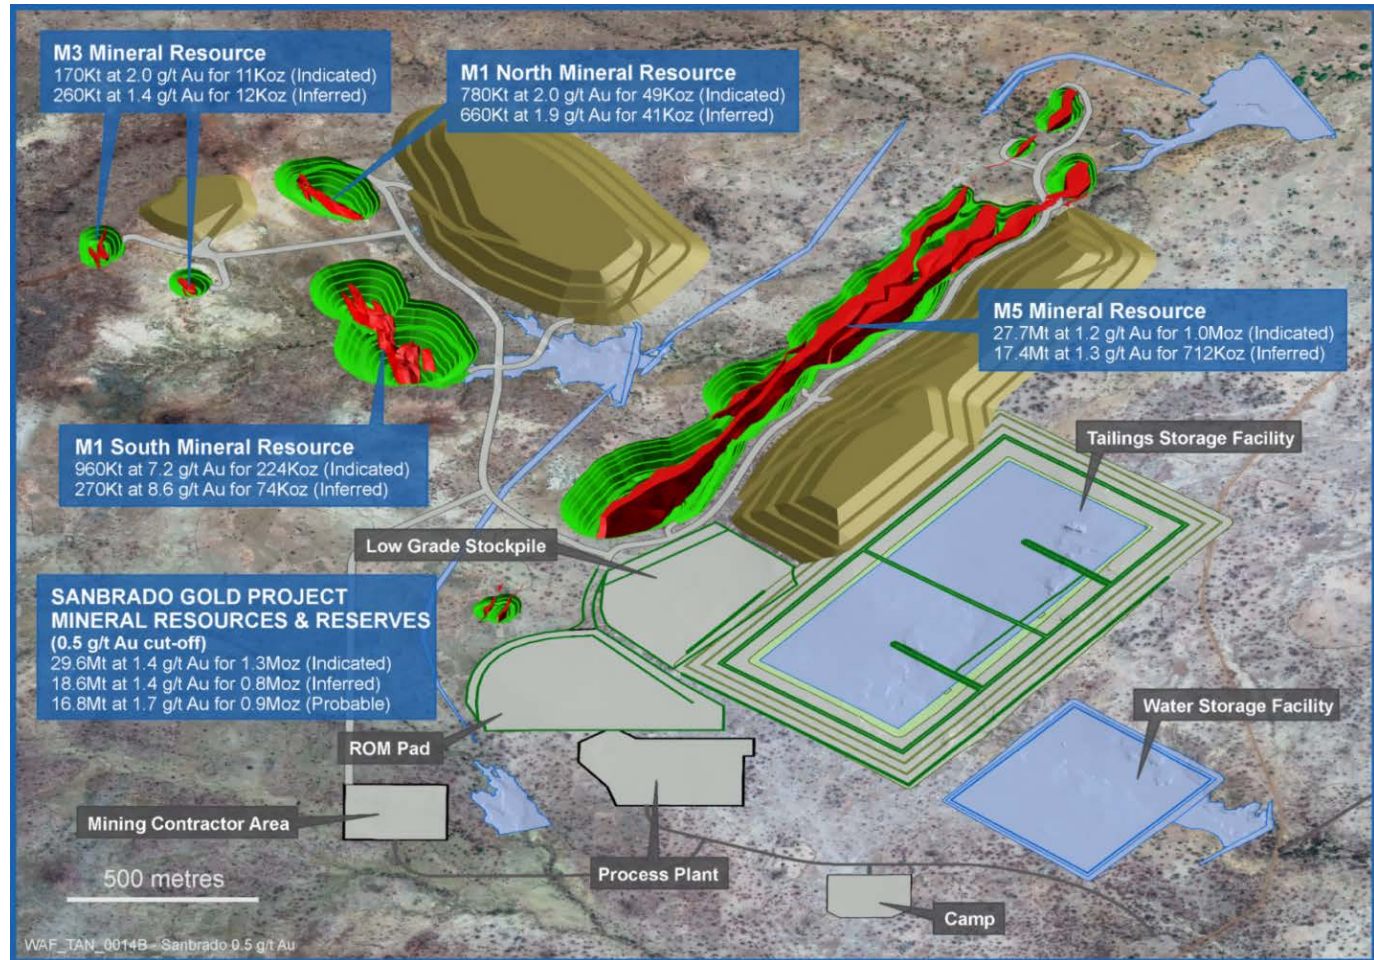 M3 Mineral Resource
170Kt at 2.0 g/t Au for 11Koz (Indicated)
260Kt at 1.4 g/t Au for 12Koz (Inferred)
M1 North Mineral Resource
780Kt at 2.0 g/t Au for 49Koz (Indicated)
660Kt at 1.9 g/t Au for 41Koz (Inferred)
M5 Mineral Resource
27.7Mt at 1.2 g/t Au for 1.0Moz (Indicated)
17.4Mt at 1.3 g/t Au for 712Koz (Inferred)
M1 South Mineral Resource
960Kt at 7.2 g/t Au for 224Koz (Indicated)
270Kt at 8.6 g/t Au for 74Koz (Inferred)
Tailings Storage Facility
Low Grade Stockpile
SANBRADO GOLD PROJECT
MINERAL RESOURCES & RESERVES
(0.5 g/t Au cut-off)
29.6Mt at 1.4 g/t Au for 1.3Moz (Indicated)
18.6Mt at 1.4 g/t Au for 0.8Moz (Inferred)
16.8Mt at 1.7 g/t Au for 0.9Moz (Probable)
Water Storage Facility
ROM Pad
Mining Contractor Area
Process Plant
500 metres
Camp
WAF_TAN_0014B - Sanbrado 0.5 g/t Au